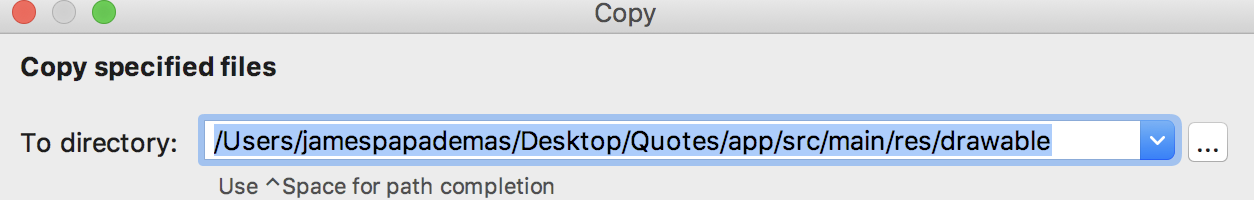 Copy
Copy specified files
To directory: /Users/jamespapademas/Desktop/Quotes/app/src/main/res/drawable ...
Use ^Space for path completion